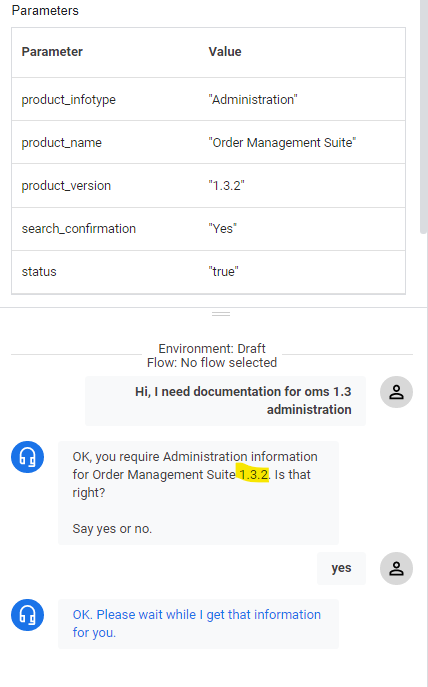 Parameters
Parameter Value
product_infotype "Administration"
product_name "Order Management Suite"
product_version "1.3.2"
search_confirmation "Yes"
status "true"
Environment: Draft
Flow: No flow selected
Hi, I need documentation for oms 1.3
administration
OK, you require Administration information
for Order Management Suite 1.3.2. Is that
right?
Say yes or no.
yes
OK. Please wait while I get that information
for you.